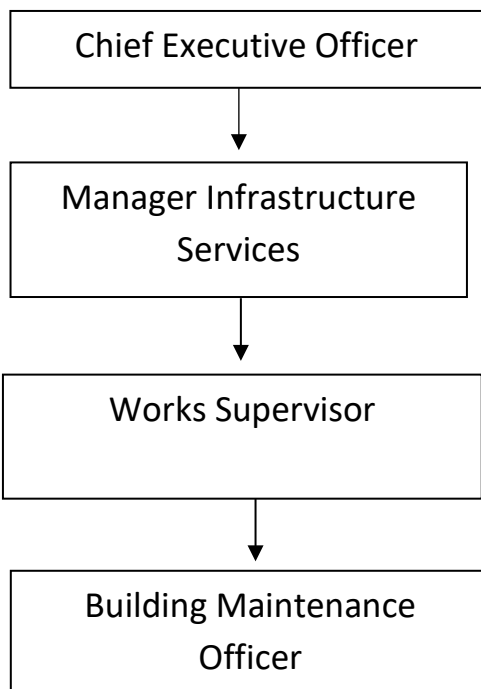 Chief Executive Officer
Manager Infrastructure
Services
Works Supervisor
Building Maintenance
Officer